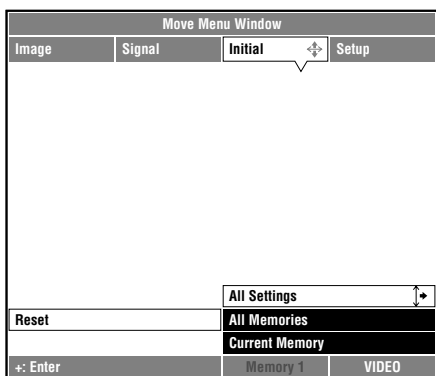 Move Menu Window
Image Signal Initial Setup
All Settings
Reset All Memories
Current Memory
+: Enter Memory 1 VIDEO